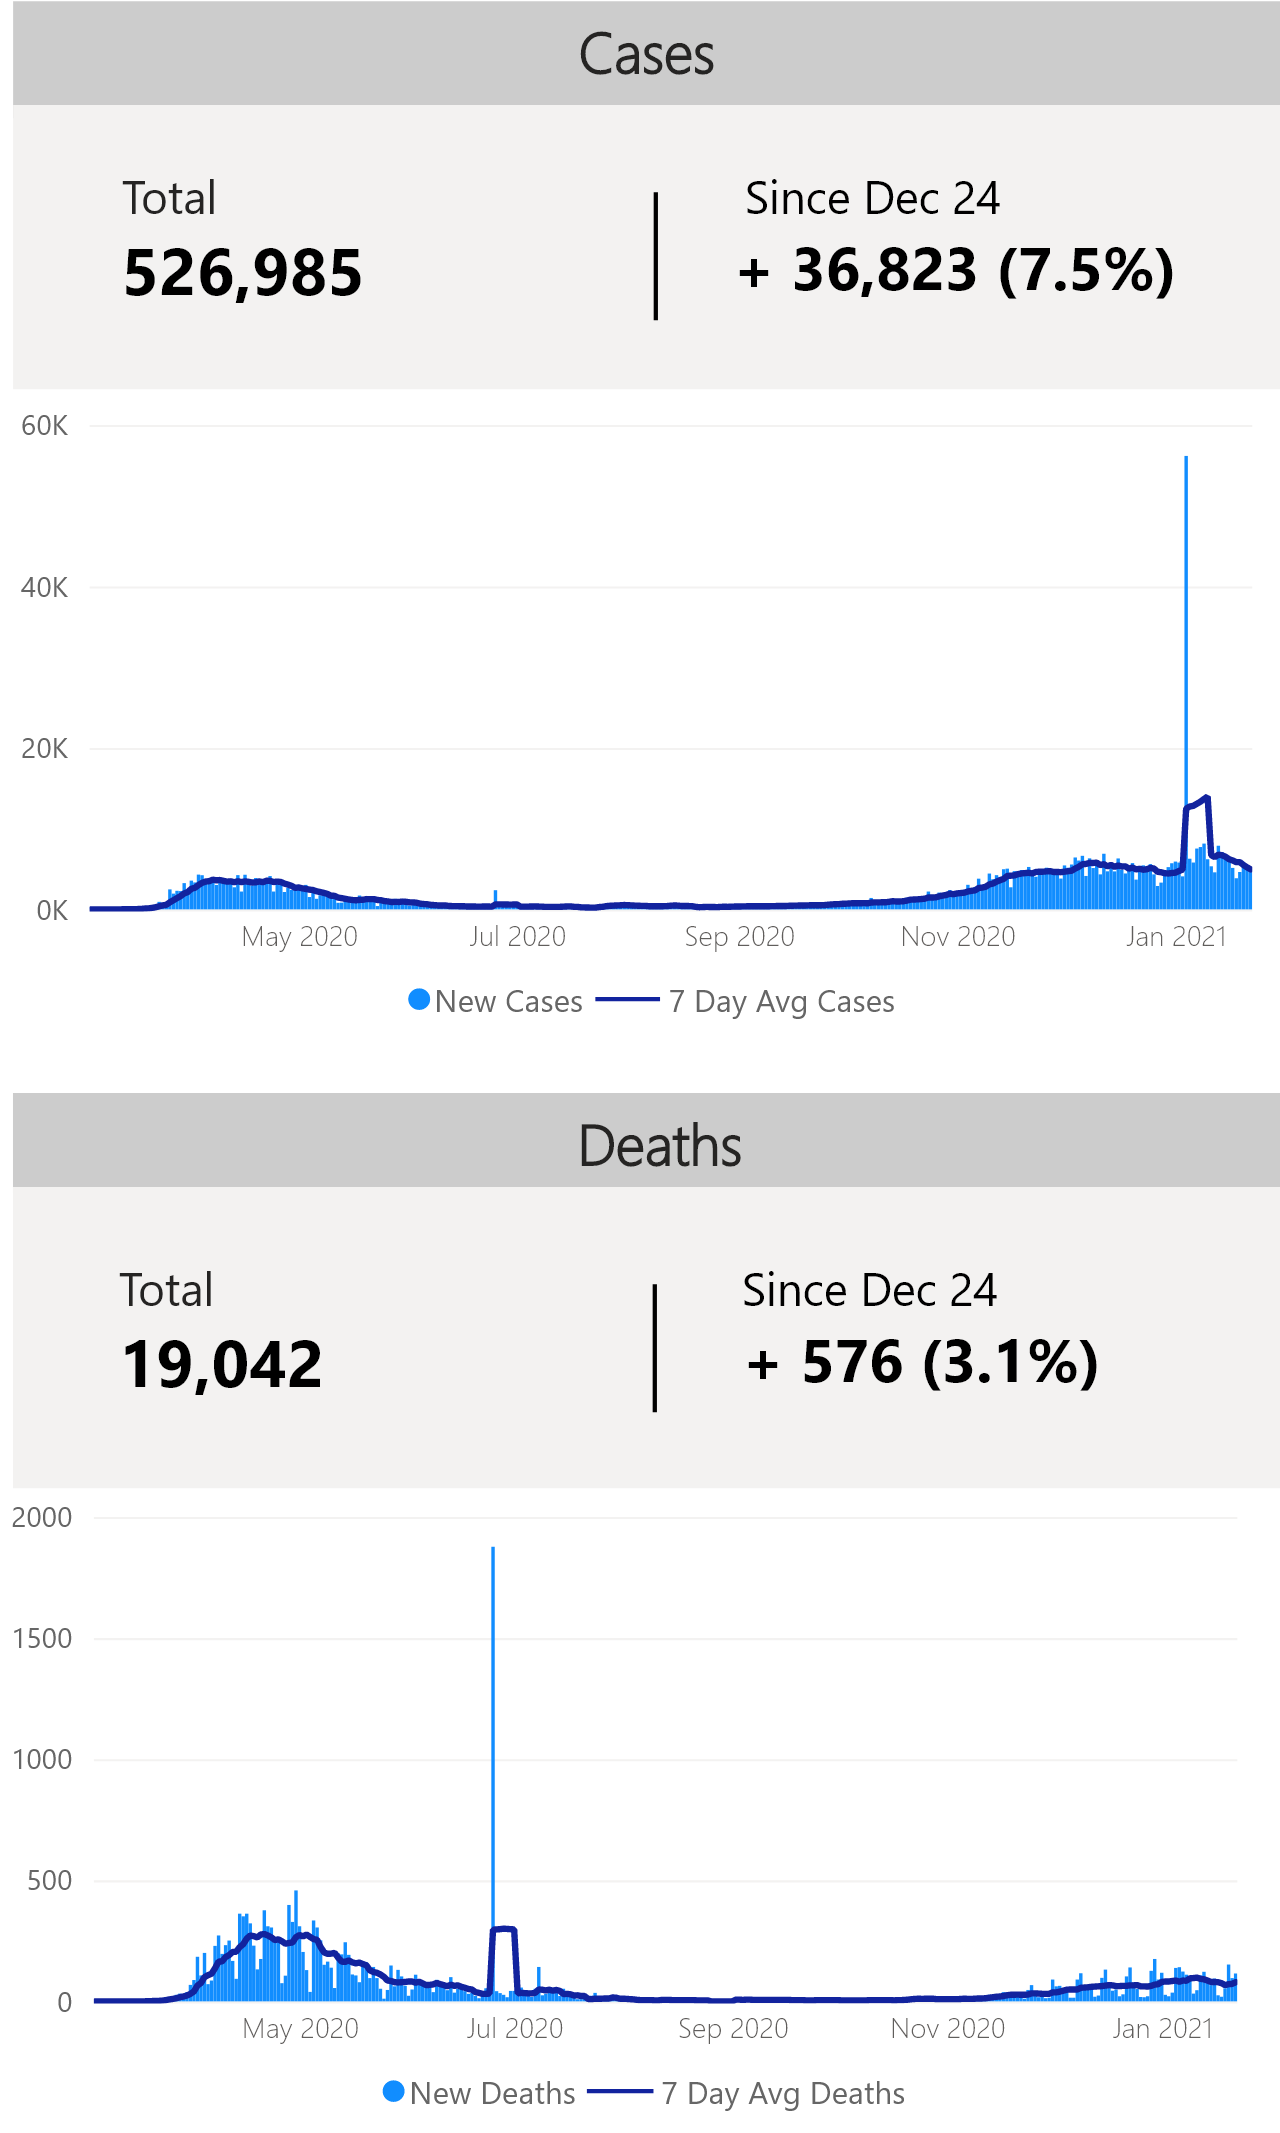 Cases
Total
Since Dec 24
526,985
+ 36,823 (7.5%)
60K
40K
20K
0K
May 2020
Jul 2020
Sep 2020
Nov 2020
Jan 2021
New Cases
7 Day Avg Cases
Deaths
Total
Since Dec 24
19,042
+ 576 (3.1%)
2000
1500
1000
500
0
May 2020
Jul 2020
Sep 2020
Nov 2020
Jan 2021
New Deaths
7 Day Avg Deaths